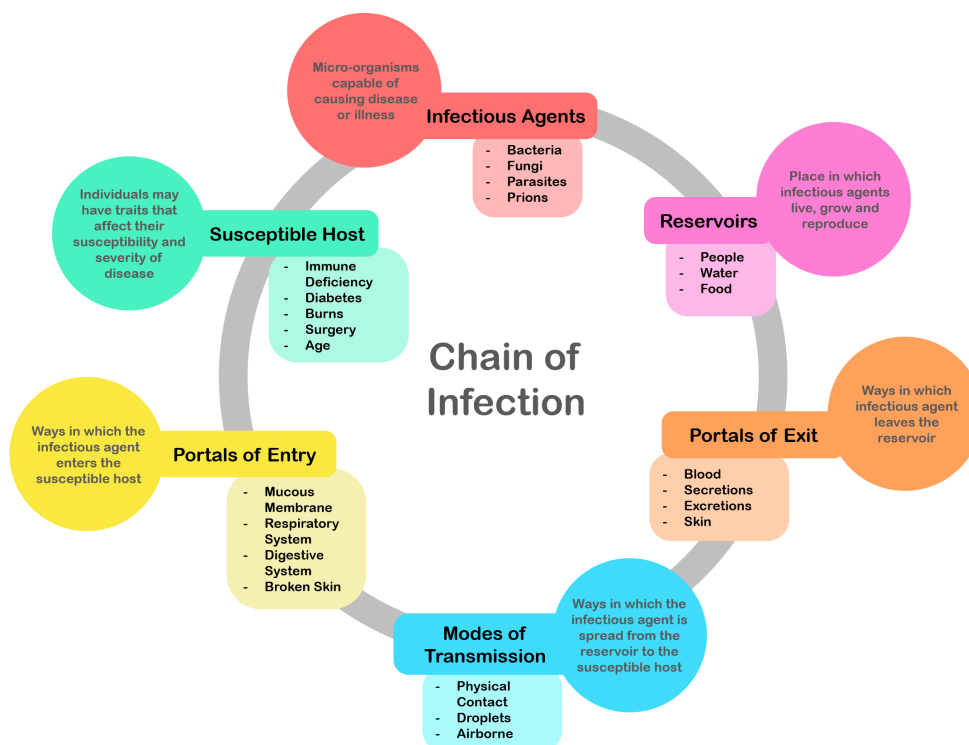 Micro-organisms
capable of
causing disease
or illness
Infectious Agents
- Bacteria
- Fungi
- Parasites
- Prions
Place in which
infectious agents
live, grow and
reproduce
Reservoirs
- People
- Water
- Food
Ways in which
infectious agent
leaves the
reservoir
Portals of Exit
- Blood
- Secretions
- Excretions
- Skin
Ways in which the
infectious agent is
spread from the
reservoir to the
susceptible host
Modes of
Transmission
- Physical
Contact
- Droplets
- Airborne
Ways in which the
infectious agent
enters the
susceptible host
Portals of Entry
- Mucous
Membrane
- Respiratory
System
- Digestive
System
- Broken Skin
Individuals may
have traits that
affect their
susceptibility and
severity of
disease
Susceptible Host
- Immune
Deficiency
- Diabetes
- Burns
- Surgery
- Age
Chain of
Infection